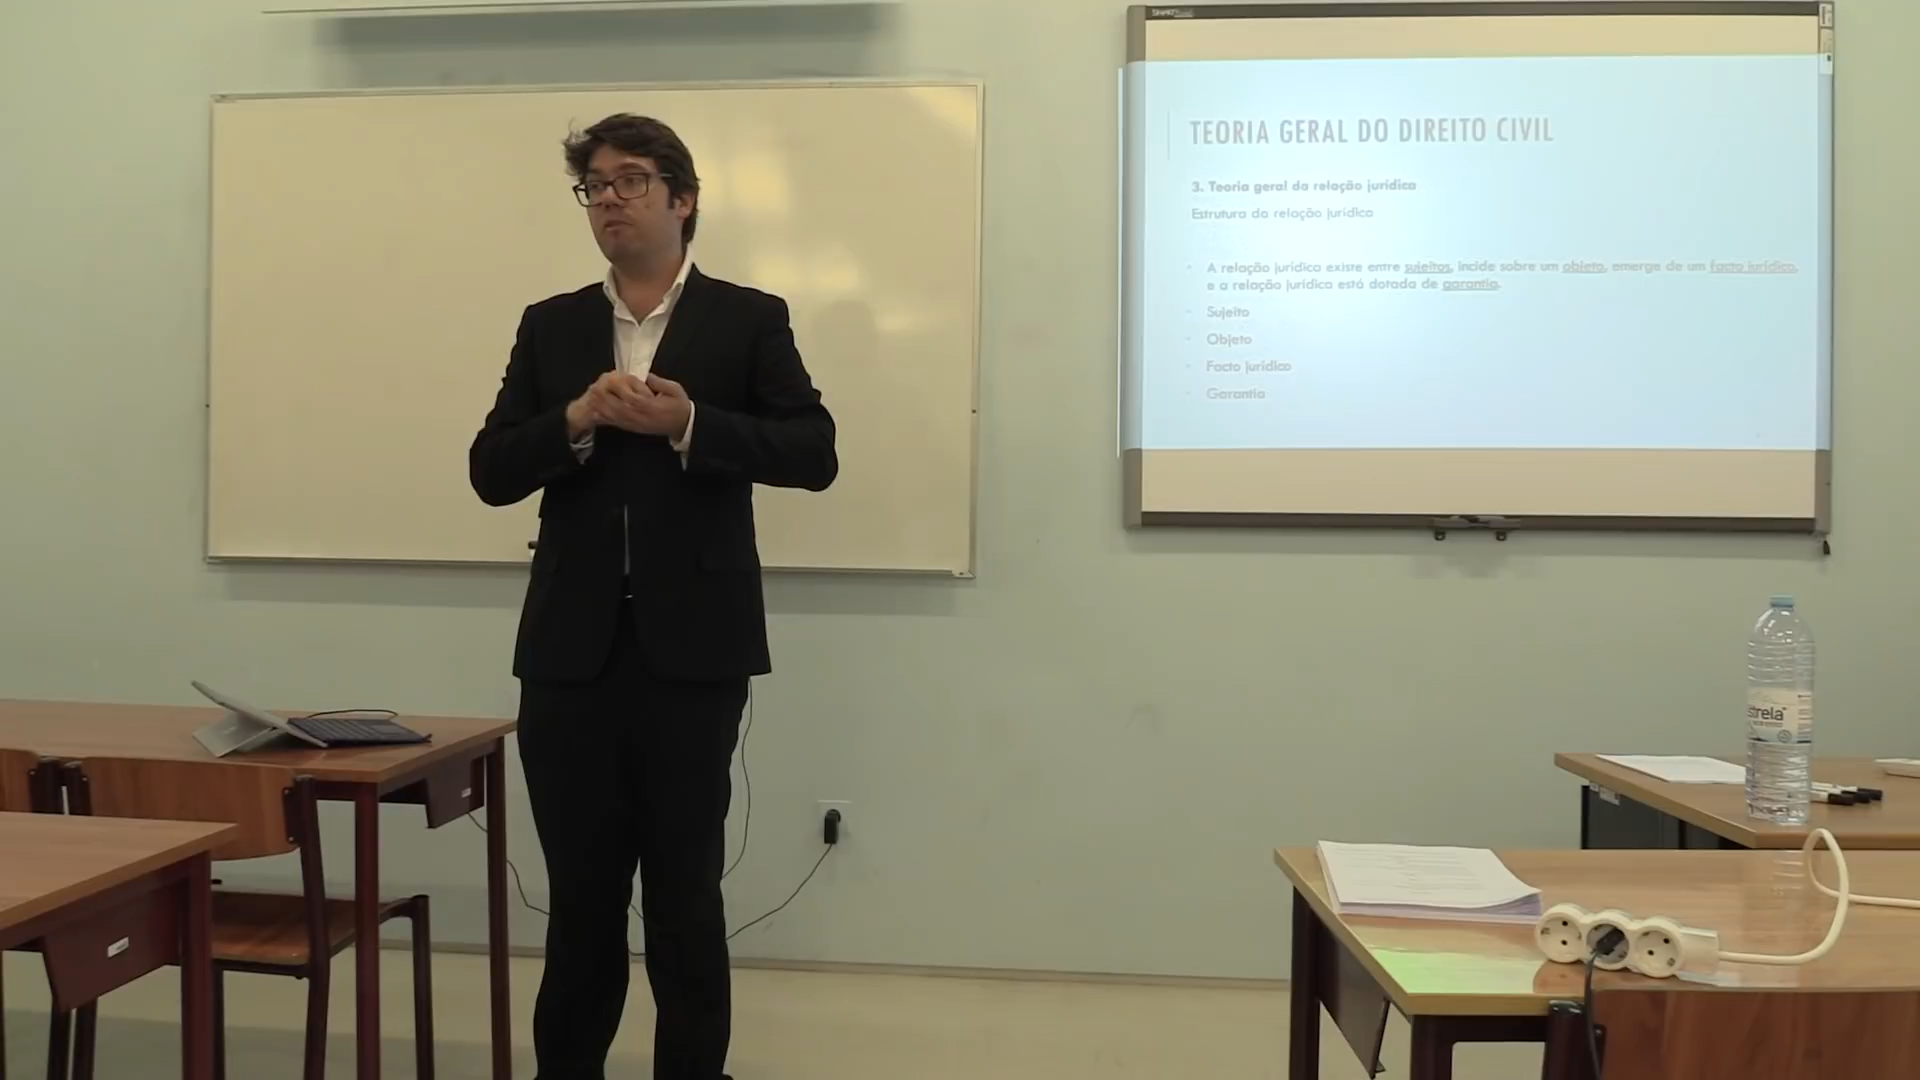 SMART
TEORIA GERAL DO DIREITO CIVIL
3. Teoria geral da relação jurídica
Estrutura da relação jurídica
- A relação jurídica existe entre sujeitos, incide sobre um objeto, emerge de um facto jurídico,
e a relação jurídica está dotada de garantia.
- Sujeito
- Objeto
- Facto jurídico
- Garantia
strela